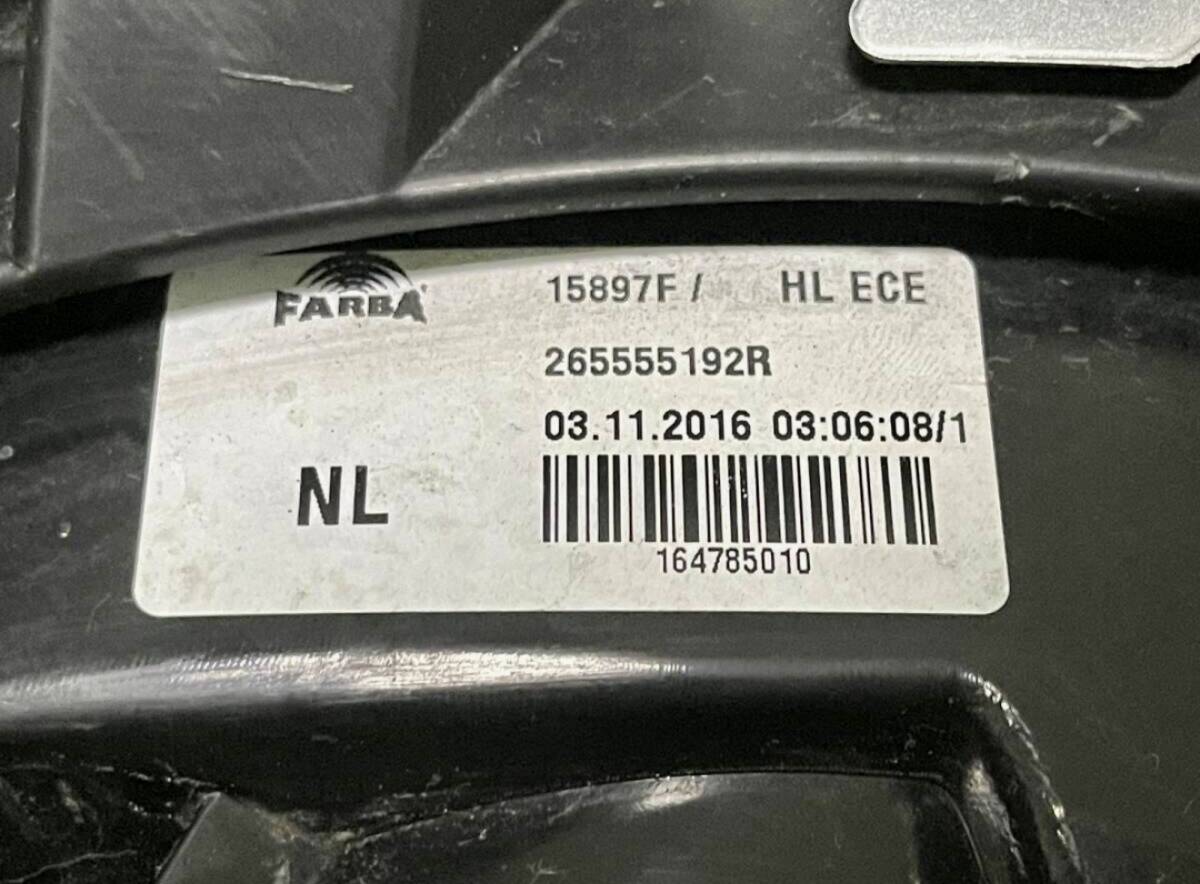 FARBA
15897F / HL ECE
265555192R
03.11.2016 03:06:08/1
NL
164785010